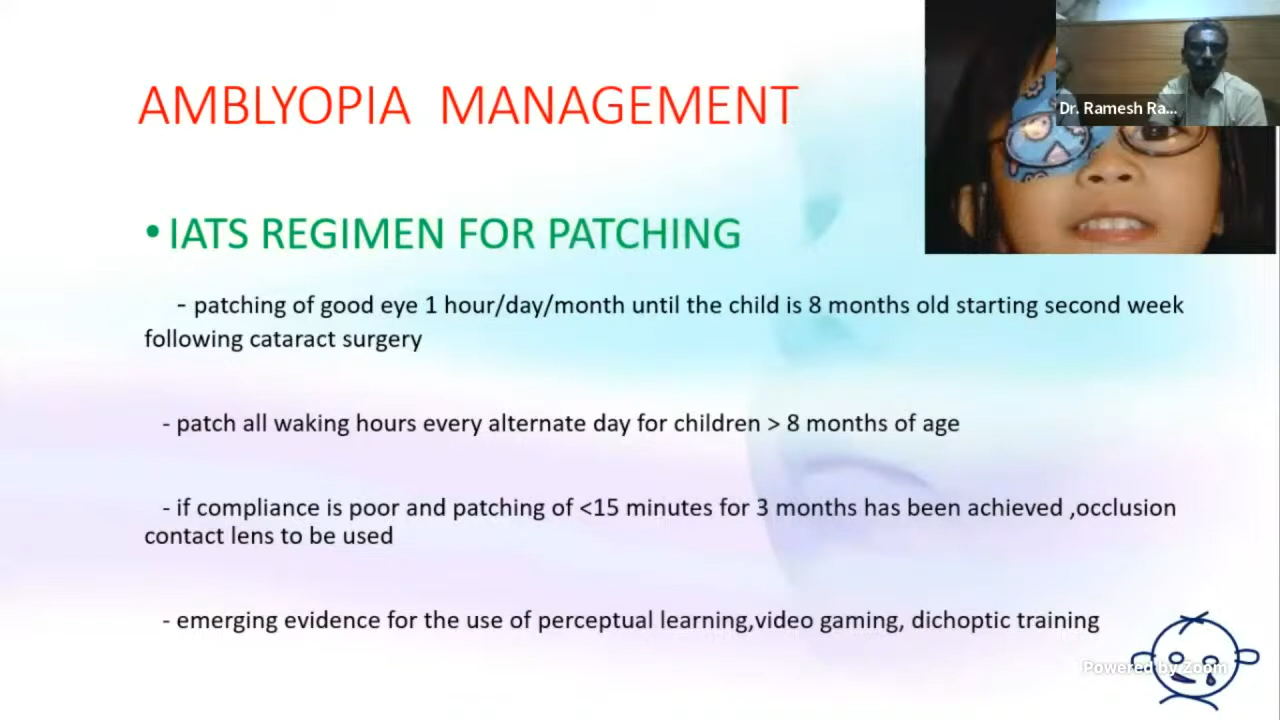 AMBLYOPIA MANAGEMENT
Dr. Ramesh Ra...
• IATS REGIMEN FOR PATCHING
- patching of good eye 1 hour/day/month until the child is 8 months old starting second week
following cataract surgery
- patch all waking hours every alternate day for children > 8 months of age
- if compliance is poor and patching of <15 minutes for 3 months has been achieved ,occlusion
contact lens to be used
- emerging evidence for the use of perceptual learning,video gaming, dichoptic training
Powered by Zoom